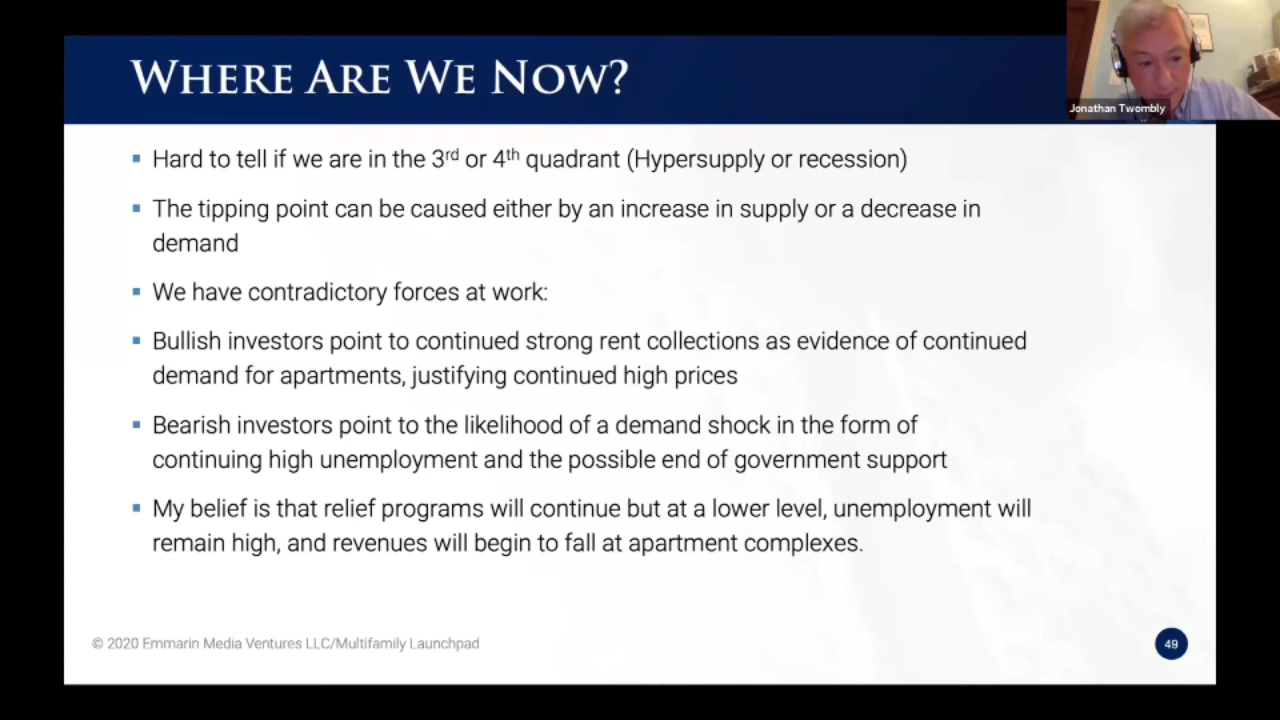 WHERE ARE WE NOW?
Jonathan Twombly
▪ Hard to tell if we are in the 3rd or 4th quadrant (Hypersupply or recession)
▪ The tipping point can be caused either by an increase in supply or a decrease in
demand
▪ We have contradictory forces at work:
▪ Bullish investors point to continued strong rent collections as evidence of continued
demand for apartments, justifying continued high prices
▪ Bearish investors point to the likelihood of a demand shock in the form of
continuing high unemployment and the possible end of government support
▪ My belief is that relief programs will continue but at a lower level, unemployment will
remain high, and revenues will begin to fall at apartment complexes.
© 2020 Emmarin Media Ventures LLC/Multifamily Launchpad
49